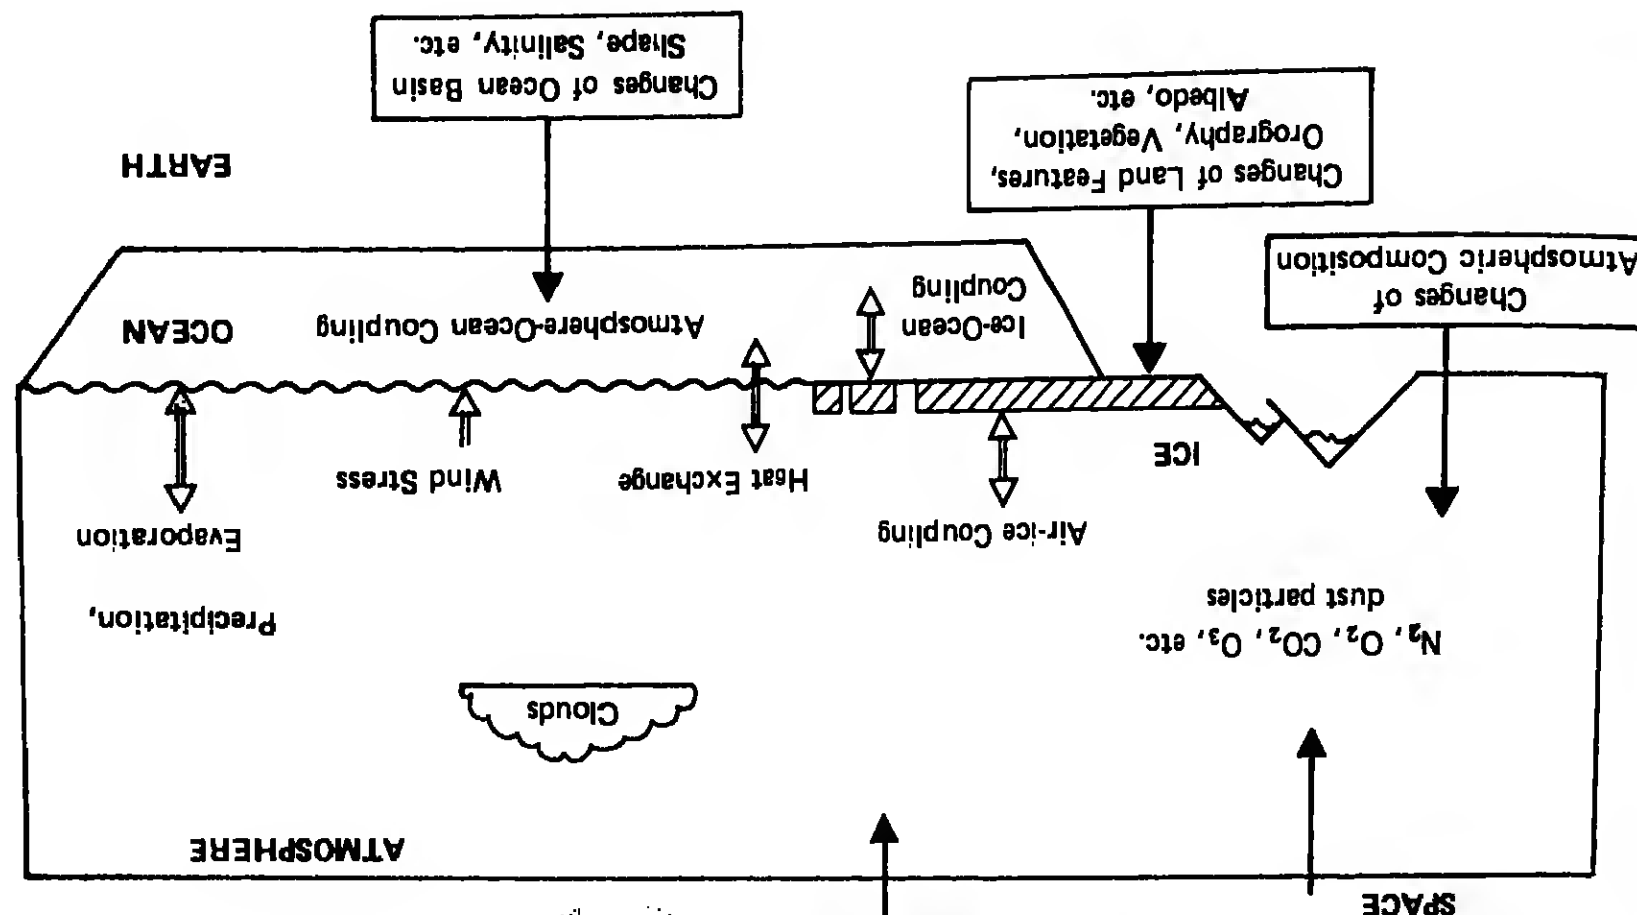 SPACE
ATMOSPHERE
Clouds
N₂, O₂, CO₂, O₃, etc.
dust particles
Precipitation,
Evaporation
Air-ice Coupling
Heat Exchange
Wind Stress
ICE
Ice-Ocean
Coupling
Atmosphere-Ocean Coupling
OCEAN
Changes of
Atmospheric Composition
Changes of Land Features,
Orography, Vegetation,
Albedo, etc.
EARTH
Changes of Ocean Basin
Shape, Salinity, etc.